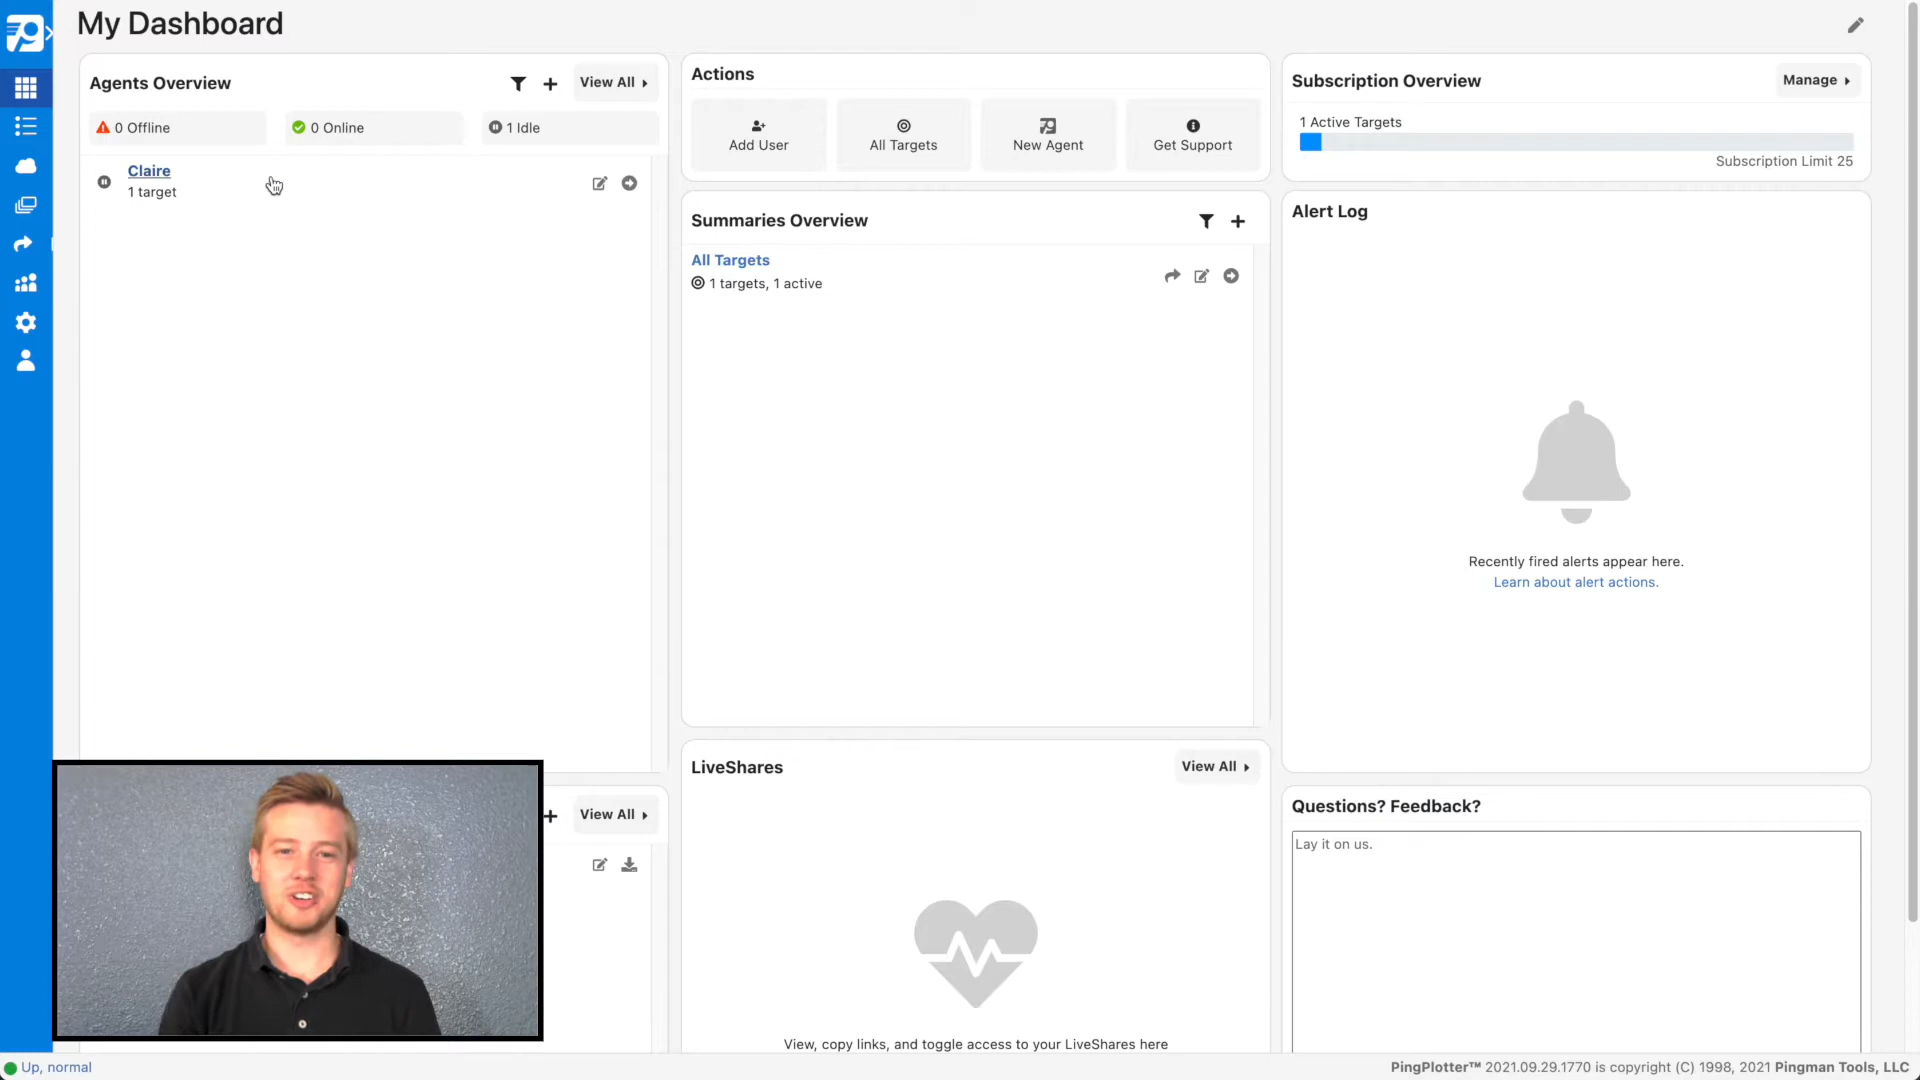 My Dashboard
Agents Overview
View All
0 Offline
0 Online
1 Idle
Claire
1 target
View All
Actions
Add User
All Targets
New Agent
Get Support
Summaries Overview
All Targets
1 targets, 1 active
LiveShares
View All
View, copy links, and toggle access to your LiveShares here
Subscription Overview
Manage
1 Active Targets
Subscription Limit 25
Alert Log
Recently fired alerts appear here.
Learn about alert actions.
Questions? Feedback?
Lay it on us.
Up, normal
PingPlotter™ 2021.09.29.1770 is copyright (C) 1998, 2021 Pingman Tools, LLC